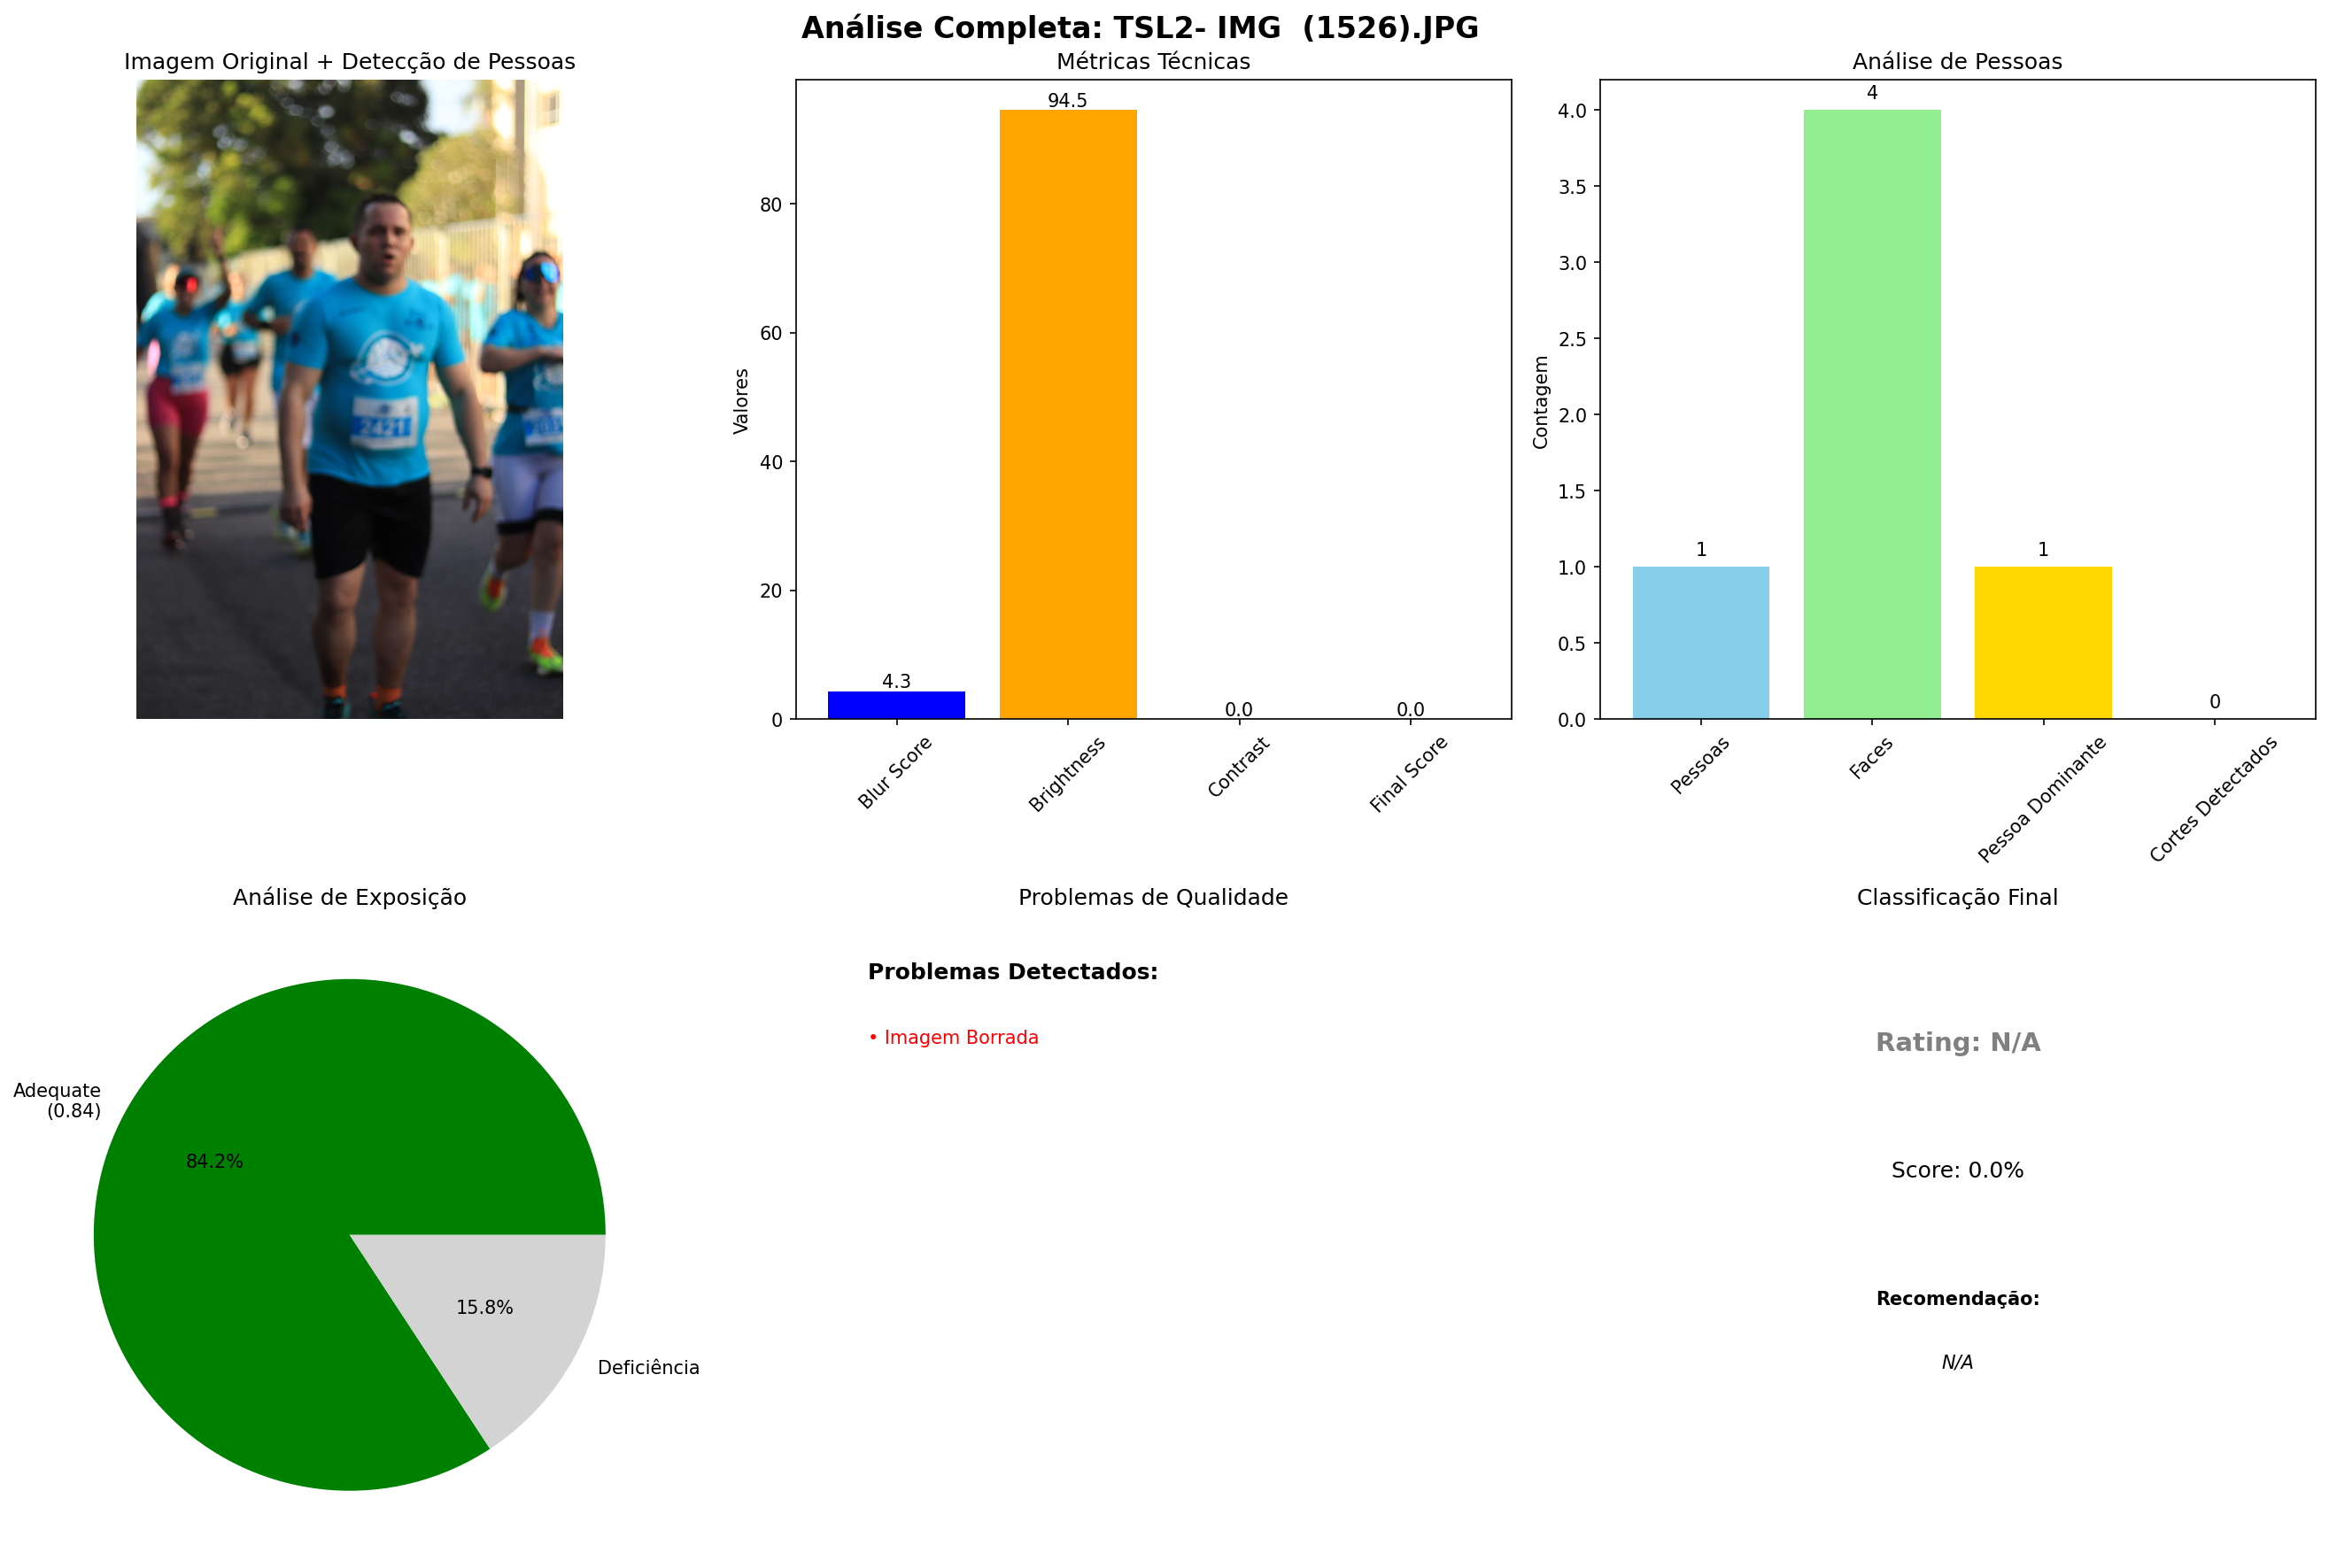 Análise Completa: TSL2- IMG  (1526).JPG
Imagem Original + Detecção de Pessoas
2421
Métricas Técnicas
Valores
80
60
40
20
0
94.5
4.3
0.0
0.0
Blur Score
Brightness
Contrast
Final Score
Análise de Pessoas
Contagem
4.0
3.5
3.0
2.5
2.0
1.5
1.0
0.5
0.0
1
4
1
0
Pessoas
Faces
Pessoa Dominante
Cortes Detectados
Análise de Exposição
Adequate
(0.84)
84.2%
15.8%
Deficiência
Problemas de Qualidade
Problemas Detectados:
• Imagem Borrada
Classificação Final
Rating: N/A
Score: 0.0%
Recomendação:
N/A